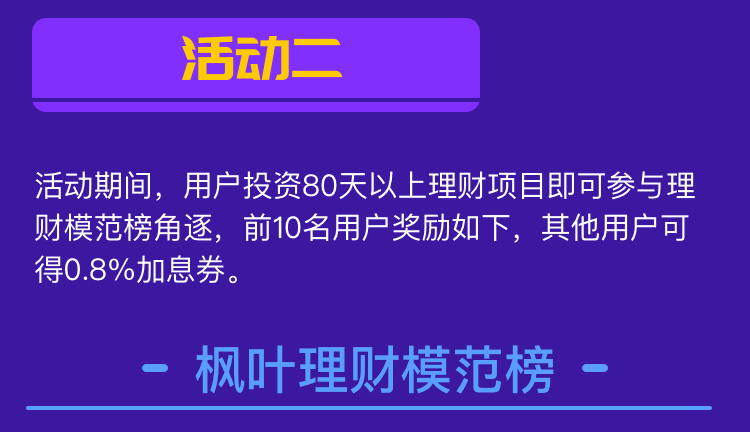 活动二
活动期间，用户投资80天以上理财项目即可参与理
财模范榜角逐，前10名用户奖励如下，其他用户可
得0.8%加息券。
枫叶理财模范榜